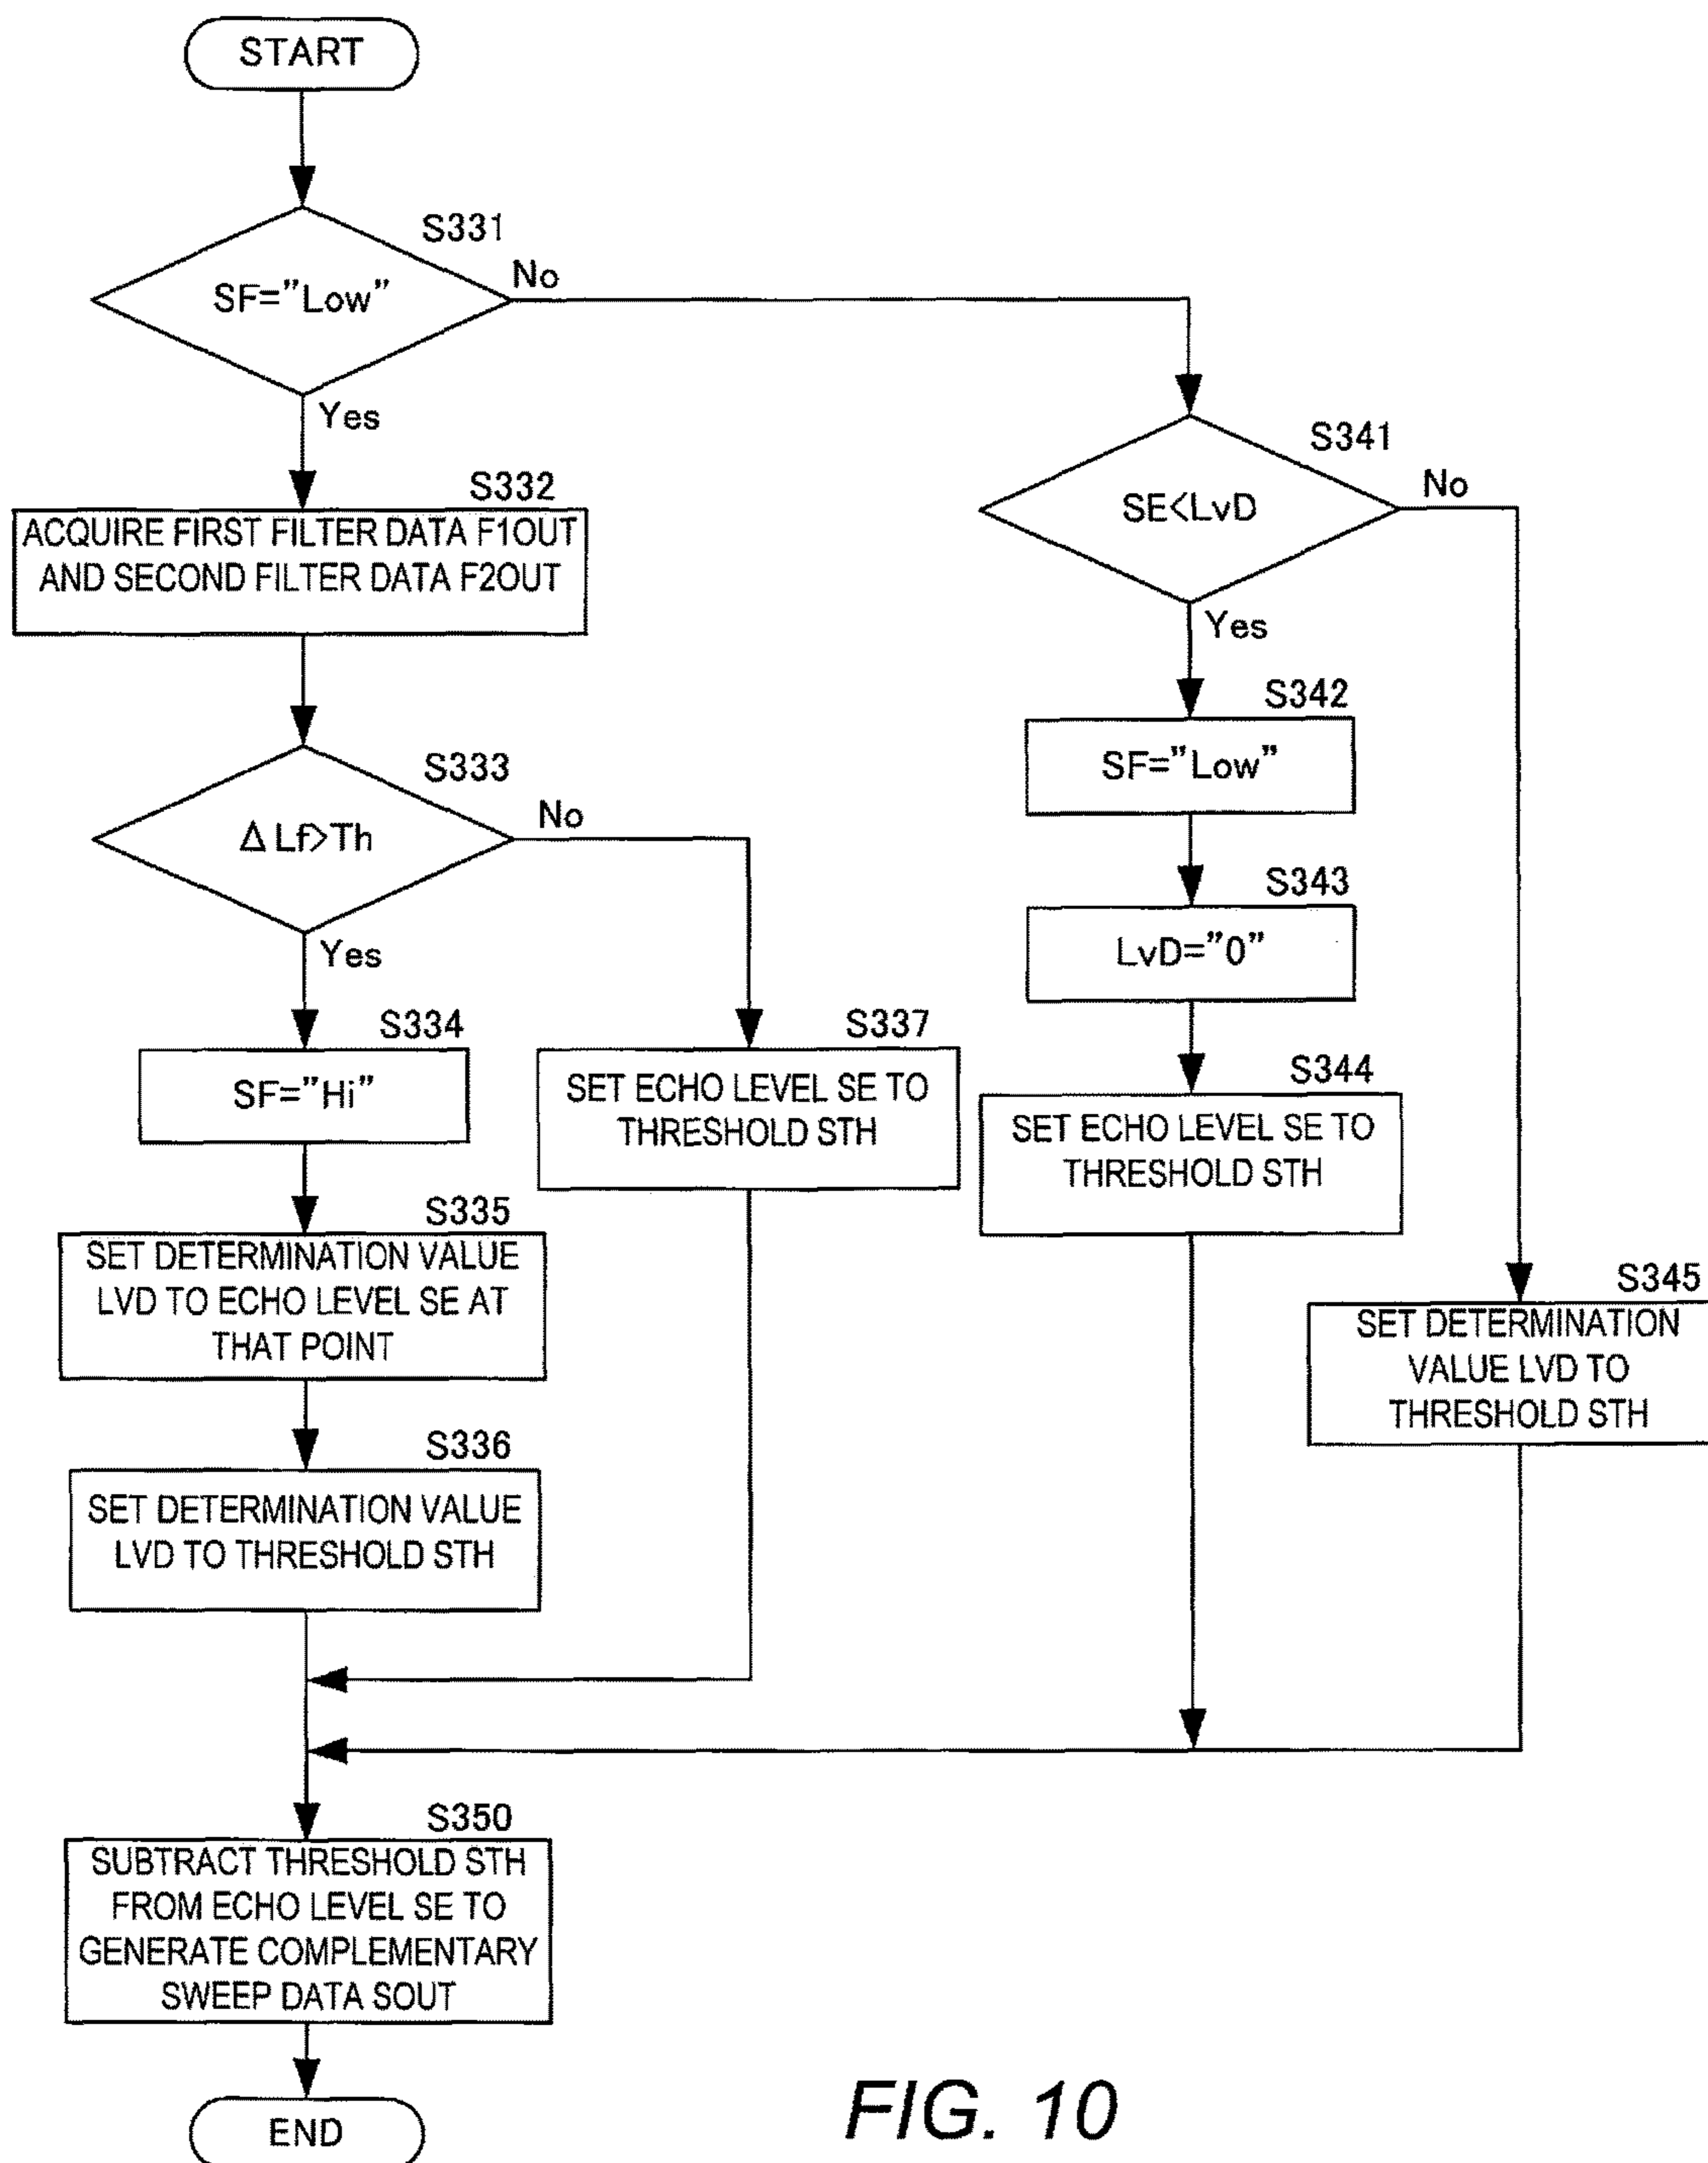 START
S331
SF="Low"
No
Yes
S332
ACQUIRE FIRST FILTER DATA F1OUT
AND SECOND FILTER DATA F2OUT
S333
Δ Lf>Th
No
Yes
S334
SF="Hi"
S335
SET DETERMINATION VALUE
LVD TO ECHO LEVEL SE AT
THAT POINT
S336
SET DETERMINATION VALUE
LVD TO THRESHOLD STH
S337
SET ECHO LEVEL SE TO
THRESHOLD STH
S341
SE<LvD
No
Yes
S342
SF="Low"
S343
LvD="0"
S344
SET ECHO LEVEL SE TO
THRESHOLD STH
S345
SET DETERMINATION
VALUE LVD TO
THRESHOLD STH
S350
SUBTRACT THRESHOLD STH
FROM ECHO LEVEL SE TO
GENERATE COMPLEMENTARY
SWEEP DATA SOUT
END
FIG. 10